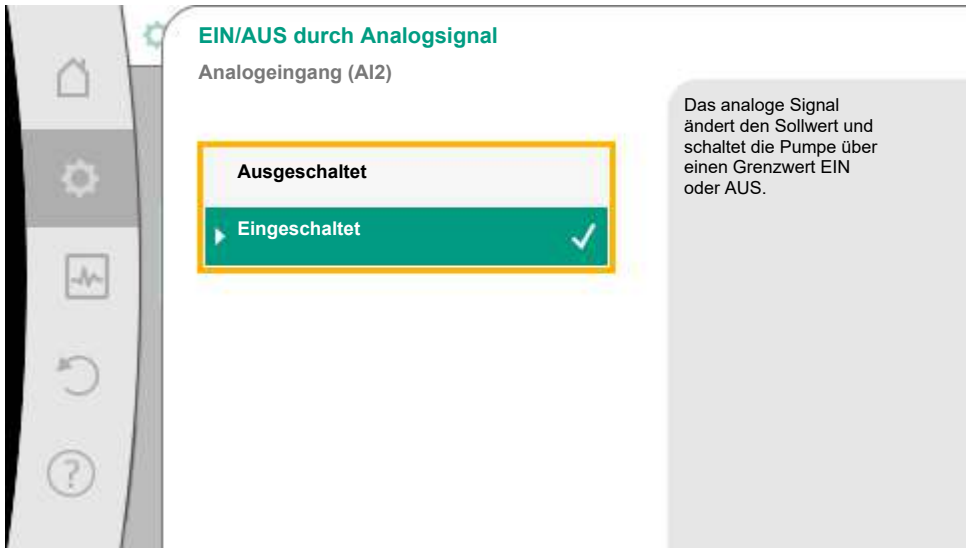 EIN/AUS durch Analogsignal
Analogeingang (AI2)
Ausgeschaltet
Eingeschaltet
Das analoge Signal
ändert den Sollwert und
schaltet die Pumpe über
einen Grenzwert EIN
oder AUS.
?